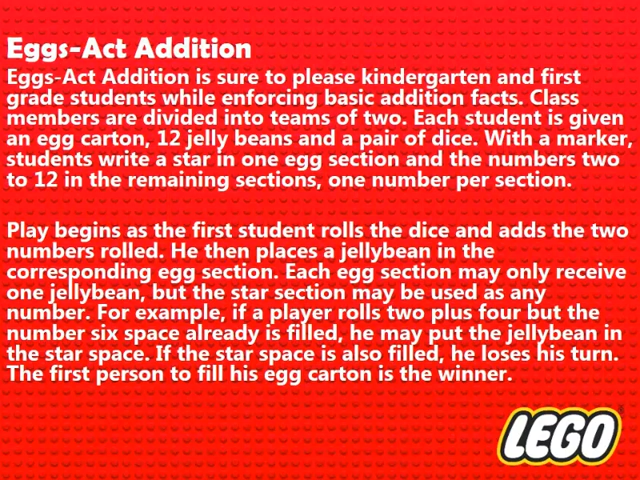 Eggs-Act Addition
Eggs-Act Addition is sure to please kindergarten and first
grade students while enforcing basic addition facts. Class
members are divided into teams of two. Each student is given
an egg carton, 12 jelly beans and a pair of dice. With a marker,
students write a star in one egg section and the numbers two
to 12 in the remaining sections, one number per section.
Play begins as the first student rolls the dice and adds the two
numbers rolled. He then places a jellybean in the
corresponding egg section. Each egg section may only receive
one jellybean, but the star section may be used as any
number. For example, if a player rolls two plus four but the
number six space already is filled, he may put the jellybean in
the star space. If the star space is also filled, he loses his turn.
The first person to fill his egg carton is the winner.
LEGO